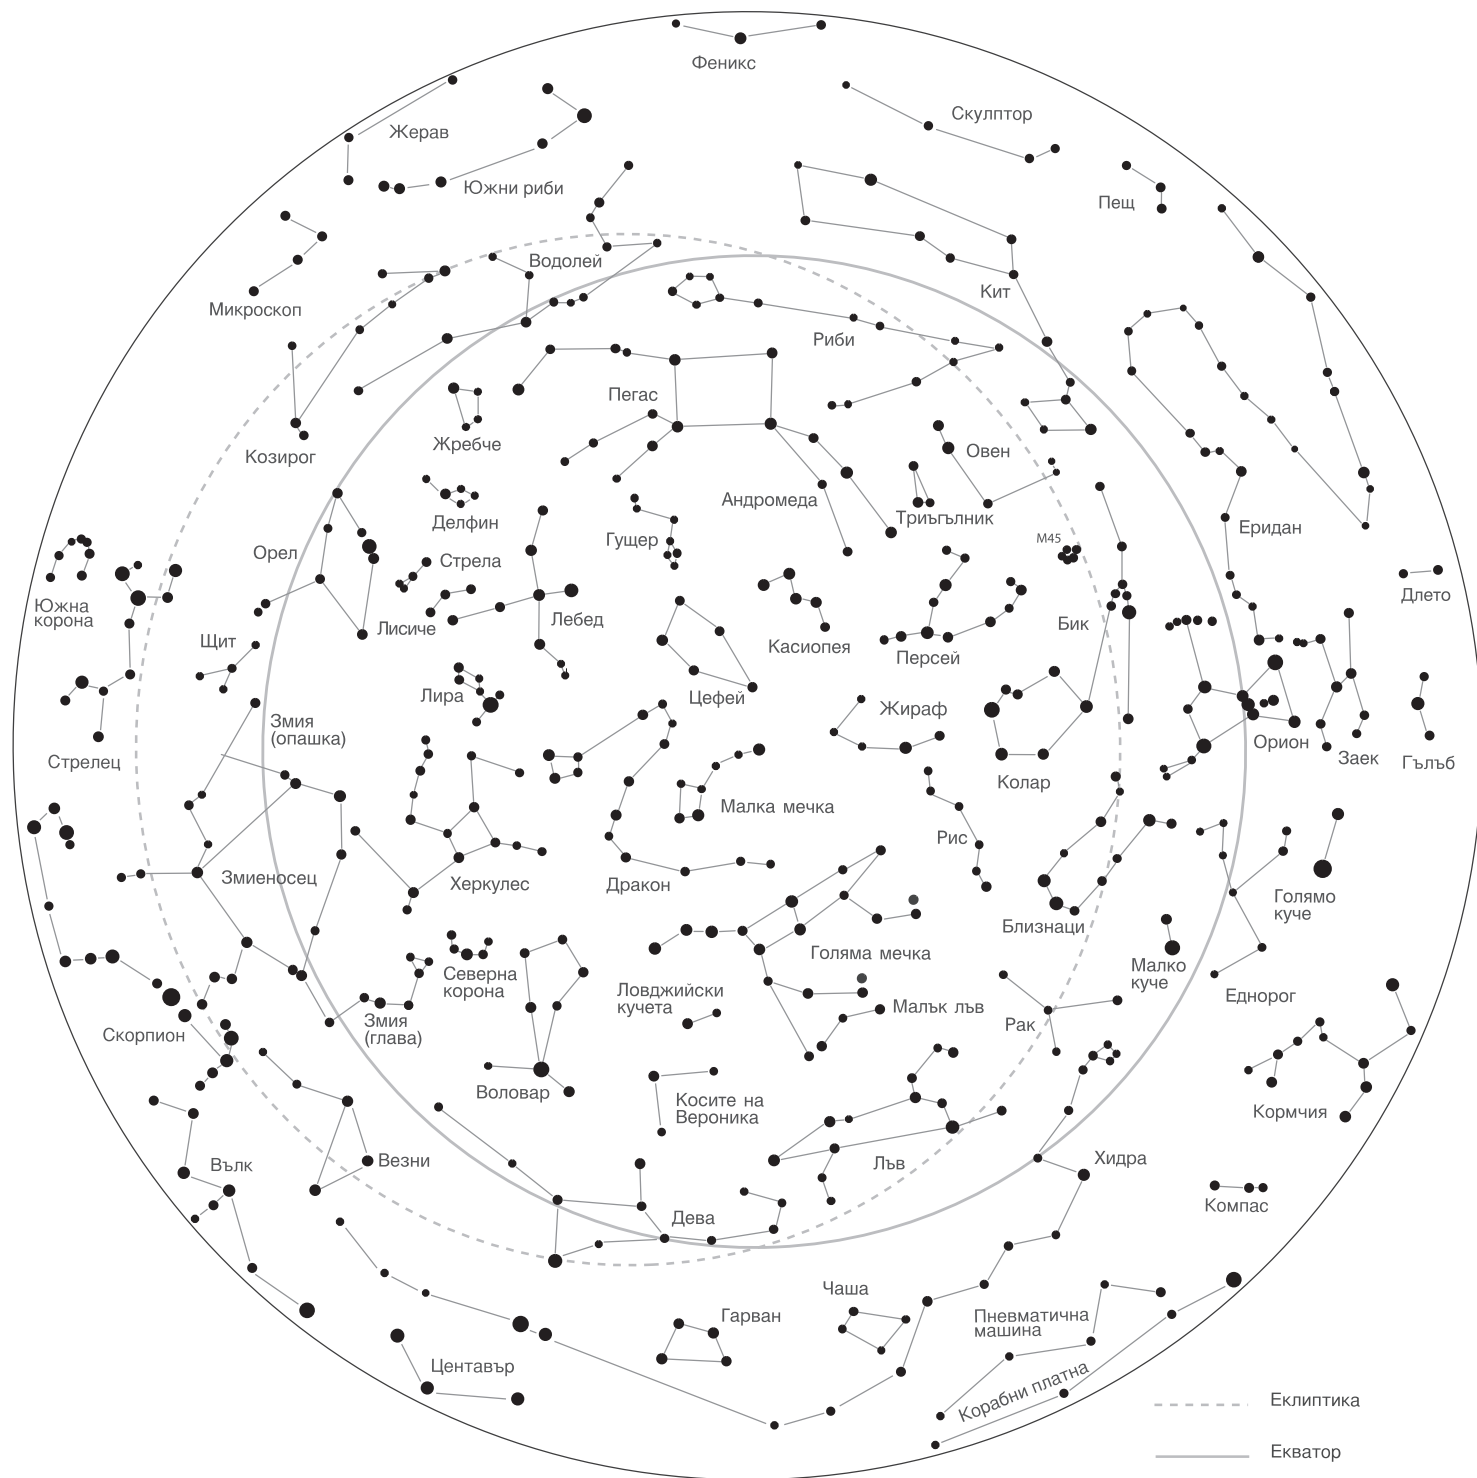 Феникс
Скулптор
Жерав
Южни риби
Пещ
Водолей
Кит
Микроскоп
Риби
Пегас
Жребче
Овен
Козирог
Андромеда
Делфин
Триъгълник
Еридан
Гущер
M45
Орел
Стрела
Длето
Южна
корона
Лебед
Бик
Лисиче
Щит
Касиопея
Персей
Лира
Цефей
Жираф
Змия
(опашка)
Орион
Стрелец
Заек
Гълъб
Колар
Малка мечка
Рис
Змиеносец
Херкулес
Дракон
Голямо
куче
Близнаци
Голяма мечка
Северна
корона
Малко
куче
Ловджийски
кучета
Еднорог
Малък лъв
Скорпион
Змия
(глава)
Рак
Воловар
Косите на
Вероника
Кормчия
Везни
Вълк
Лъв
Хидра
Компас
Дева
Чаша
Гарван
Пневматична
машина
Центавър
Корабни платна
Еклиптика
Екватор